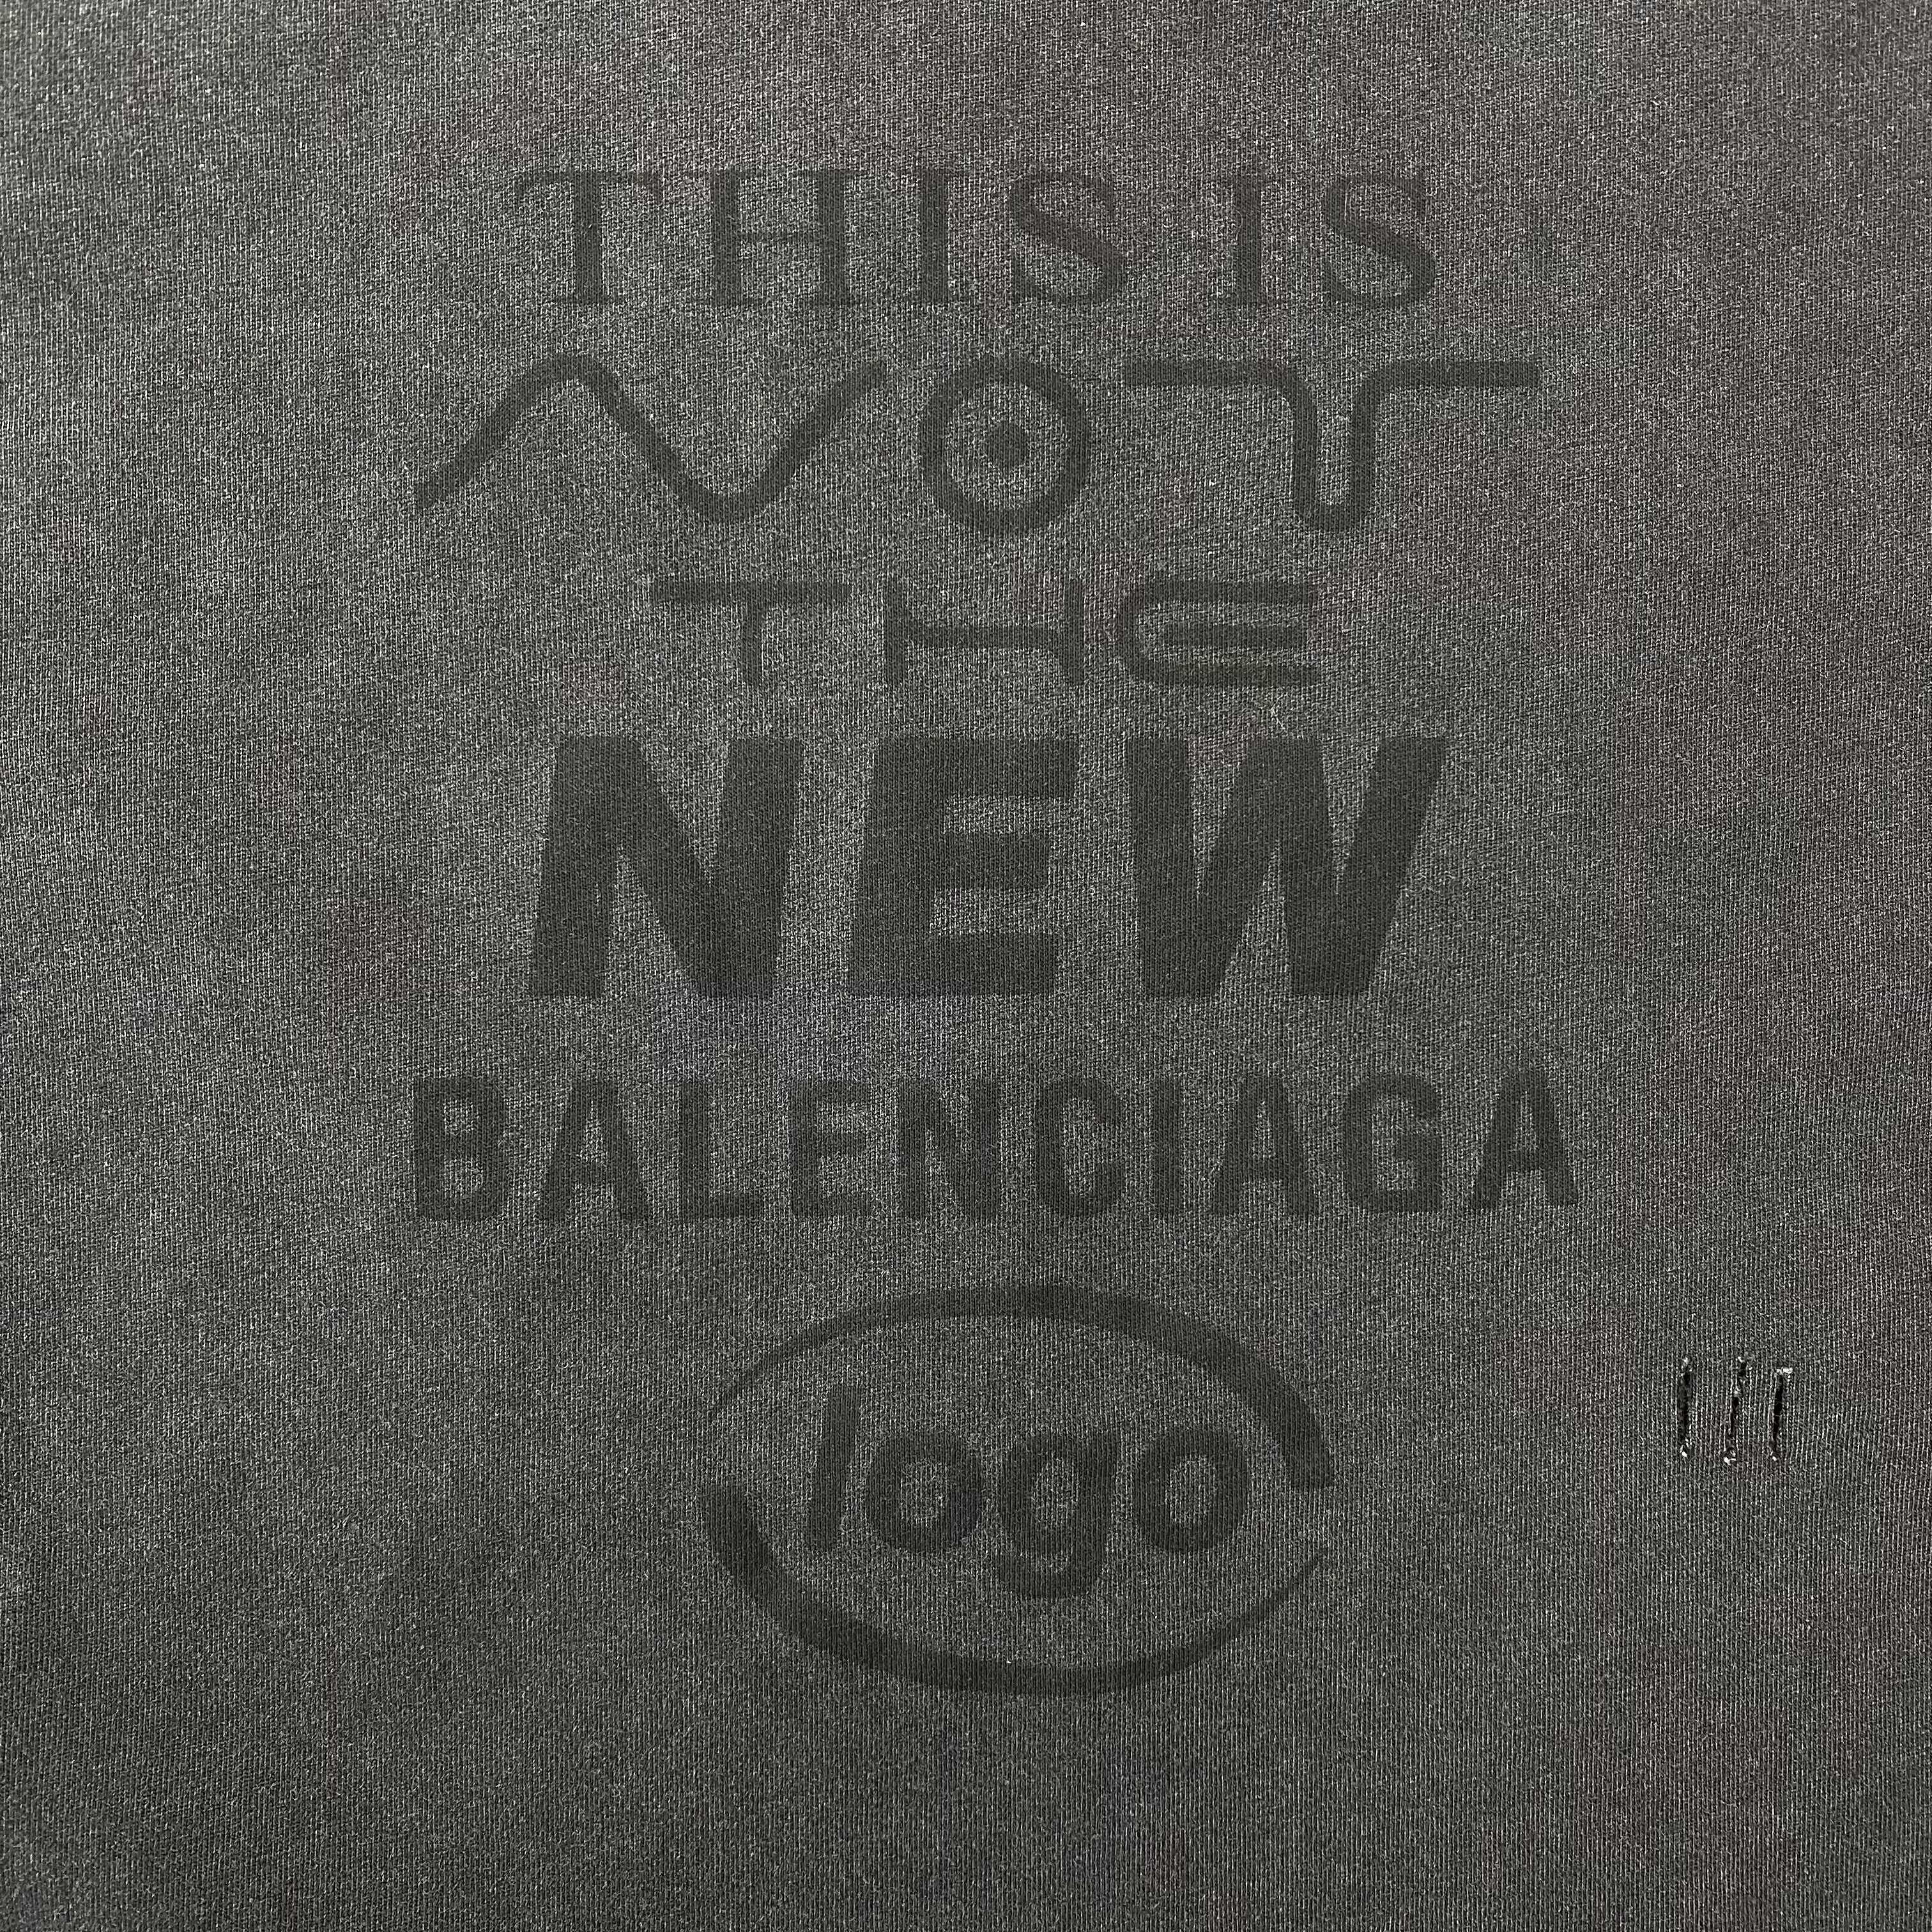 THIS IS
NOT
THE
NEW
BALENCIAGA
logo